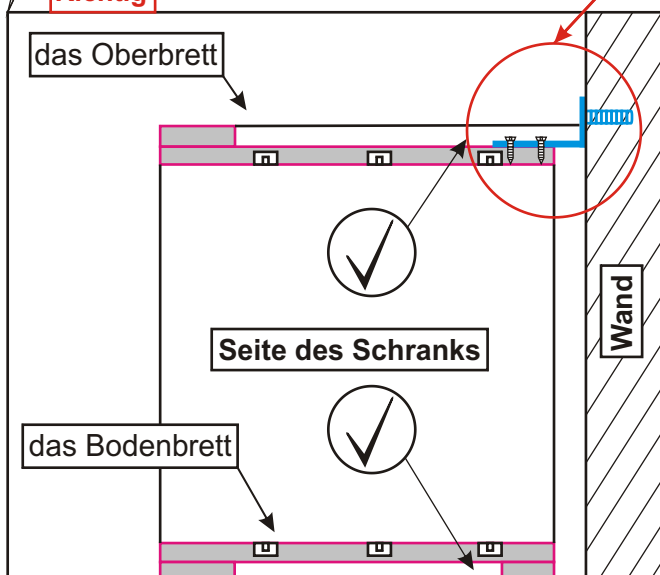 das Oberbrett
Wand
Seite des Schranks
das Bodenbrett